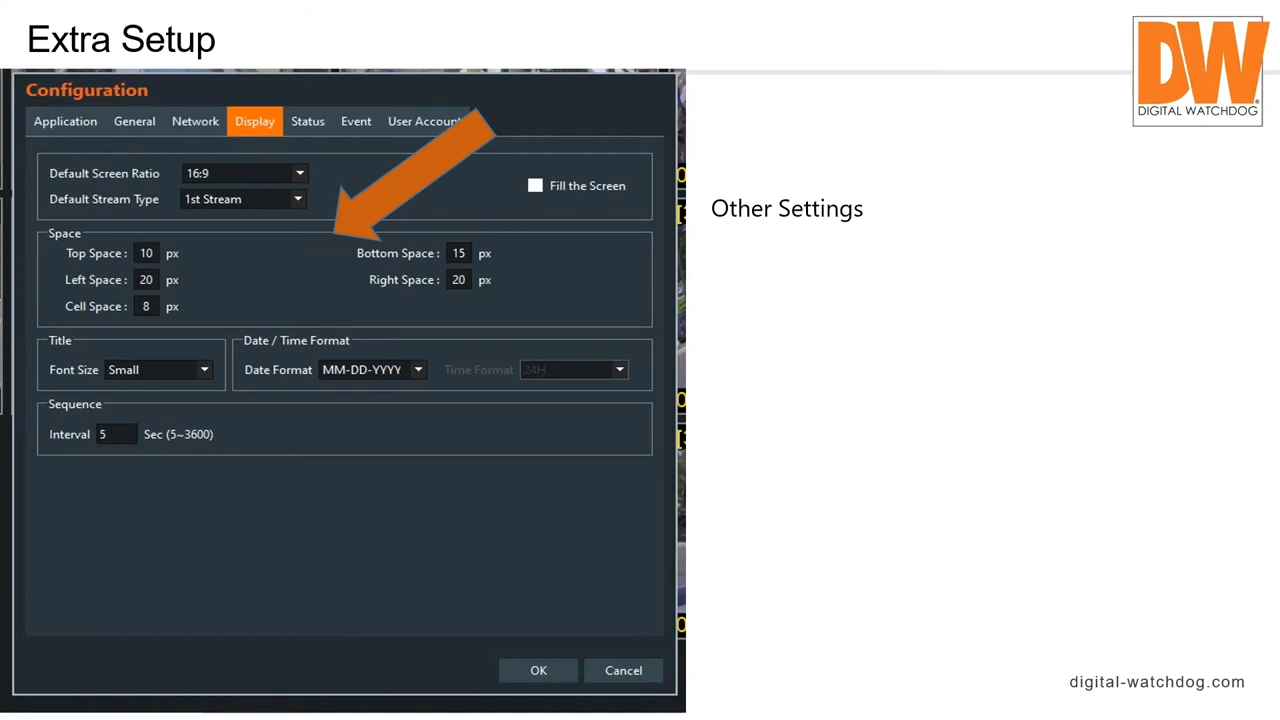 Extra Setup
DW
DIGITAL WATCHDOG
Configuration
Application General Network Display Status Event User Account
Default Screen Ratio 16:9
Fill the Screen
Default Stream Type 1st Stream
Other Settings
Space
Top Space : 10 px Bottom Space : 15 px
Left Space : 20 px Right Space : 20 px
Cell Space : 8 px
Title Date / Time Format
Font Size Small Date Format MM-DD-YYYY Time Format 24H
Sequence
Interval 5 Sec (5~3600)
OK Cancel
digital-watchdog.com